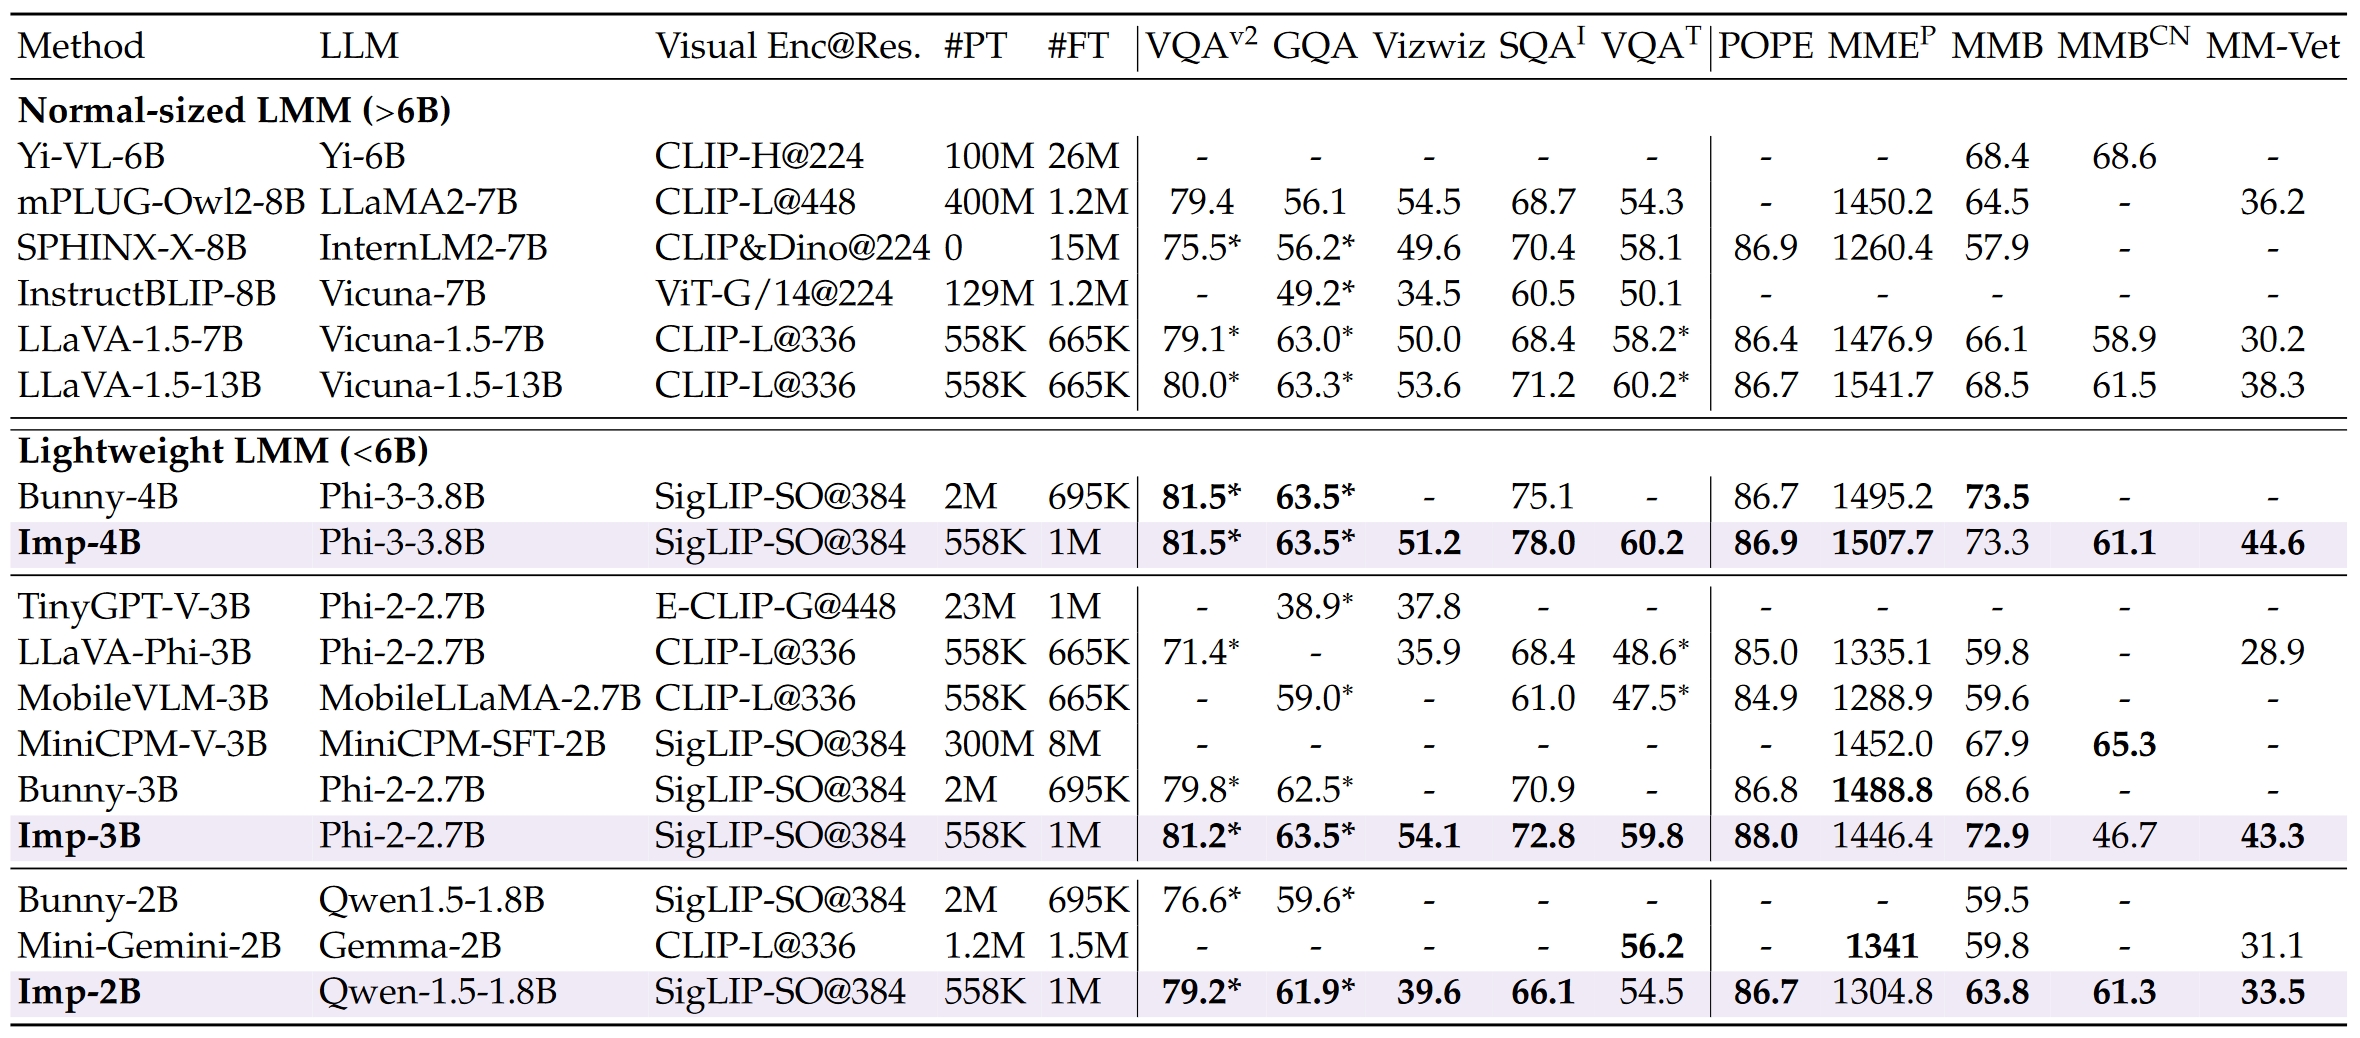 Method LLM Visual Enc@Res. #PT #FT VQA^v2 GQA Vizwiz SQA^I VQA^T POPE MME^P MMB MMB^CN MM-Vet
Normal-sized LMM (>6B)
Yi-VL-6B Yi-6B CLIP-H@224 100M 26M - - - - - - - 68.4 68.6 -
mPLUG-Owl2-8B LLaMA2-7B CLIP-L@448 400M 1.2M 79.4 56.1 54.5 68.7 54.3 - 1450.2 64.5 - 36.2
SPHINX-X-8B InternLM2-7B CLIP&Dino@224 0 15M 75.5* 56.2* 49.6 70.4 58.1 86.9 1260.4 57.9 - -
InstructBLIP-8B Vicuna-7B ViT-G/14@224 129M 1.2M - 49.2* 34.5 60.5 50.1 - - - - -
LLaVA-1.5-7B Vicuna-1.5-7B CLIP-L@336 558K 665K 79.1* 63.0* 50.0 68.4 58.2* 86.4 1476.9 66.1 58.9 30.2
LLaVA-1.5-13B Vicuna-1.5-13B CLIP-L@336 558K 665K 80.0* 63.3* 53.6 71.2 60.2* 86.7 1541.7 68.5 61.5 38.3
Lightweight LMM (<6B)
Bunny-4B Phi-3-3.8B SigLIP-SO@384 2M 695K 81.5* 63.5* - 75.1 - 86.7 1495.2 73.5 - -
Imp-4B Phi-3-3.8B SigLIP-SO@384 558K 1M 81.5* 63.5* 51.2 78.0 60.2 86.9 1507.7 73.3 61.1 44.6
TinyGPT-V-3B Phi-2-2.7B E-CLIP-G@448 23M 1M - 38.9* 37.8 - - - - - - -
LLaVA-Phi-3B Phi-2-2.7B CLIP-L@336 558K 665K 71.4* - 35.9 68.4 48.6* 85.0 1335.1 59.8 - 28.9
MobileVLM-3B MobileLLaMA-2.7B CLIP-L@336 558K 665K - 59.0* - 61.0 47.5* 84.9 1288.9 59.6 - -
MiniCPM-V-3B MiniCPM-SFT-2B SigLIP-SO@384 300M 8M - - - - - - 1452.0 67.9 65.3 -
Bunny-3B Phi-2-2.7B SigLIP-SO@384 2M 695K 79.8* 62.5* - 70.9 - 86.8 1488.8 68.6 - -
Imp-3B Phi-2-2.7B SigLIP-SO@384 558K 1M 81.2* 63.5* 54.1 72.8 59.8 88.0 1446.4 72.9 46.7 43.3
Bunny-2B Qwen1.5-1.8B SigLIP-SO@384 2M 695K 76.6* 59.6* - - - - - 59.5 -
Mini-Gemini-2B Gemma-2B CLIP-L@336 1.2M 1.5M - - - - 56.2 - 1341 59.8 - 31.1
Imp-2B Qwen-1.5-1.8B SigLIP-SO@384 558K 1M 79.2* 61.9* 39.6 66.1 54.5 86.7 1304.8 63.8 61.3 33.5